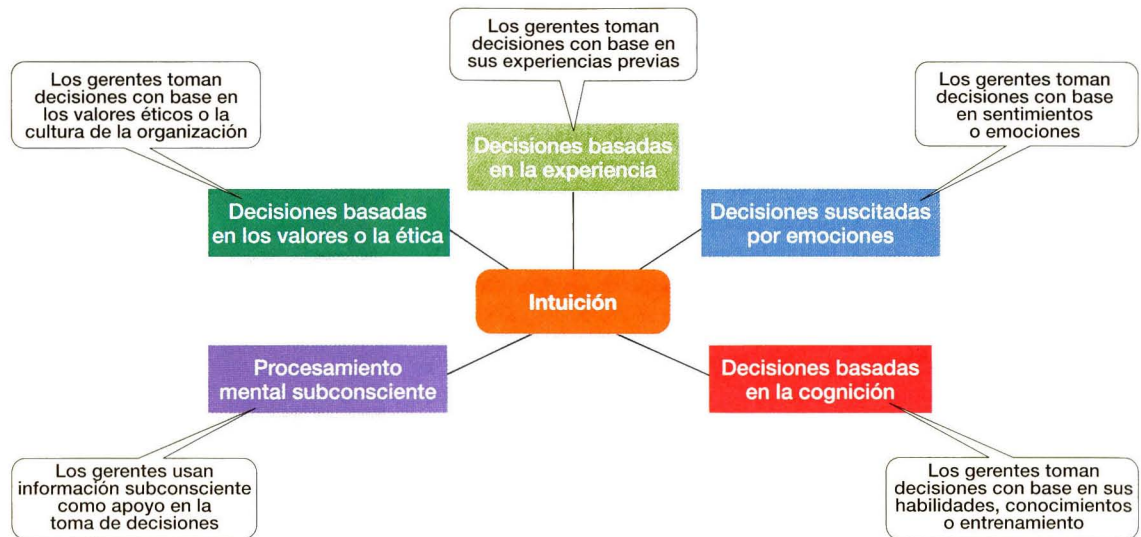 Los gerentes toman
decisiones con base en
sus experiencias previas
Los gerentes toman
decisiones con base en
los valores éticos o la
cultura de la organización
Los gerentes toman
decisiones con base
en sentimientos
o emociones
Decisiones basadas
en la experiencia
Decisiones basadas
en los valores o la ética
Decisiones suscitadas
por emociones
Intuición
Procesamiento
mental subconsciente
Decisiones basadas
en la cognición
Los gerentes usan
información subconsciente
como apoyo en la
toma de decisiones
Los gerentes toman
decisiones con base en sus
habilidades, conocimientos
o entrenamiento